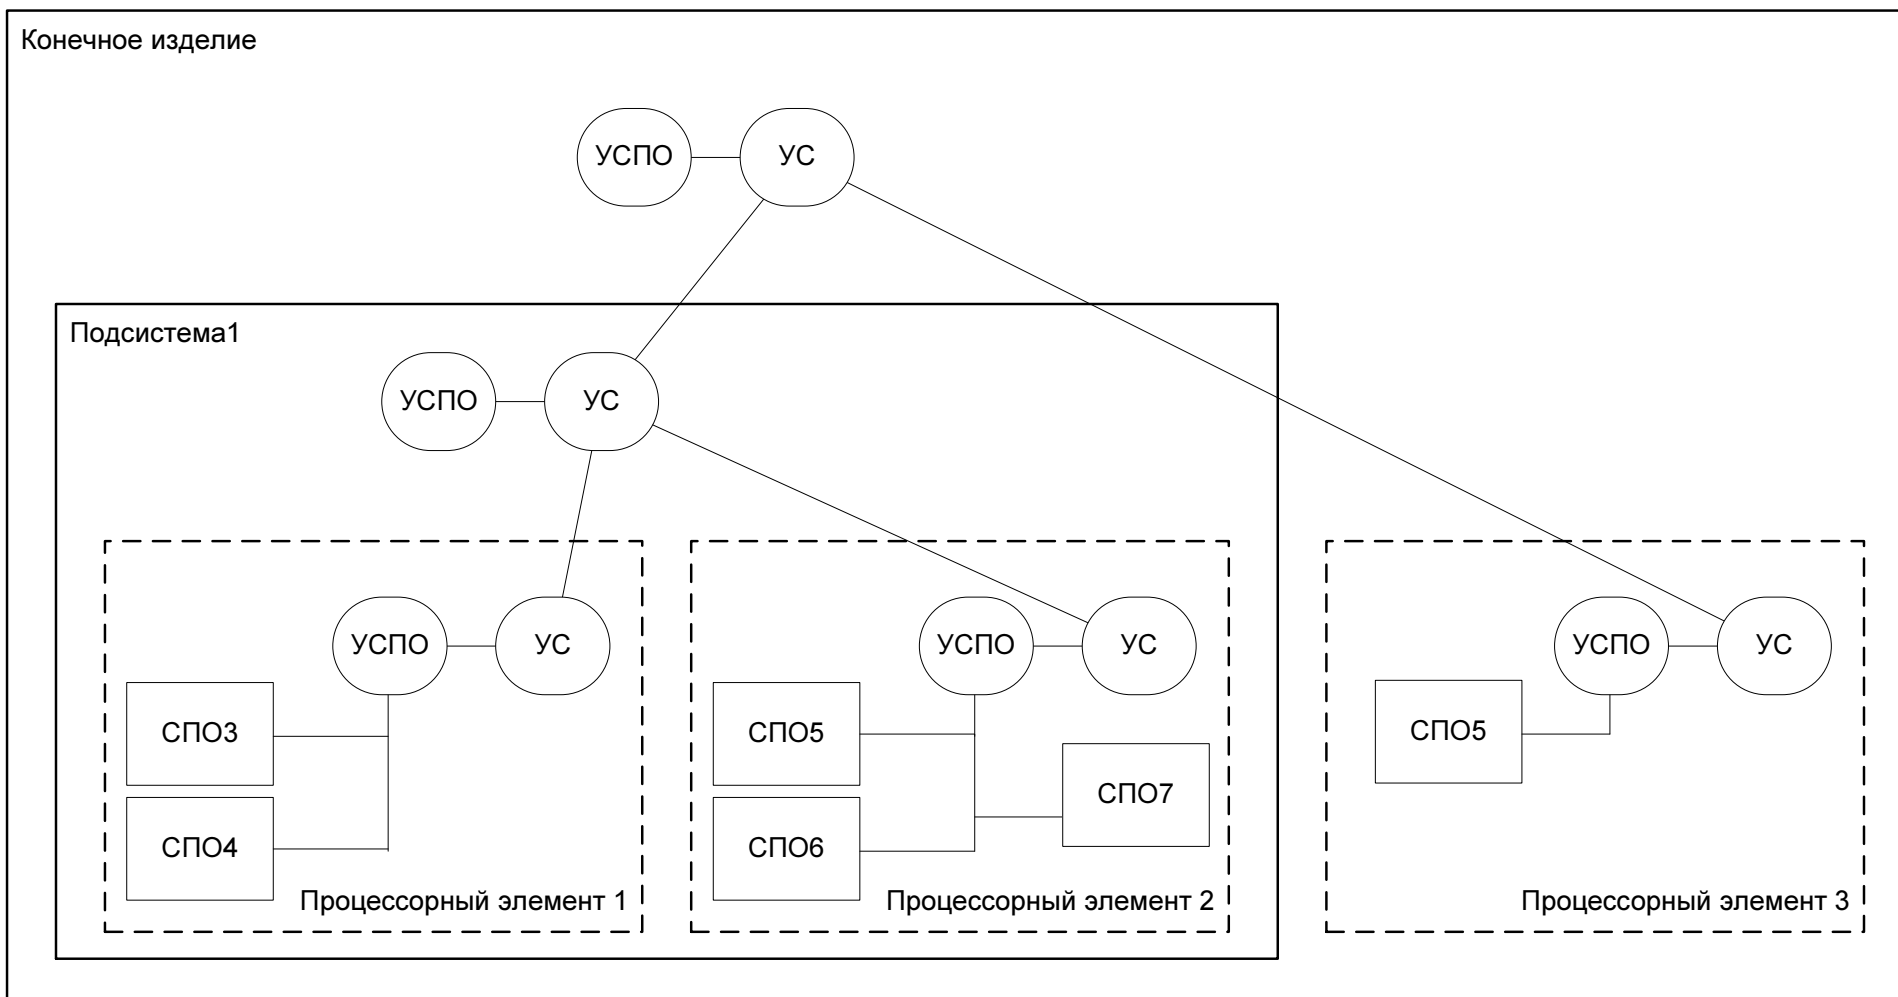 Конечное изделие
УСПО
УС
Подсистема1
УСПО
УС
УСПО
УС
СПО3
СПО4
Процессорный элемент 1
УСПО
УС
СПО5
СПО7
СПО6
Процессорный элемент 2
УСПО
УС
СПО5
Процессорный элемент 3